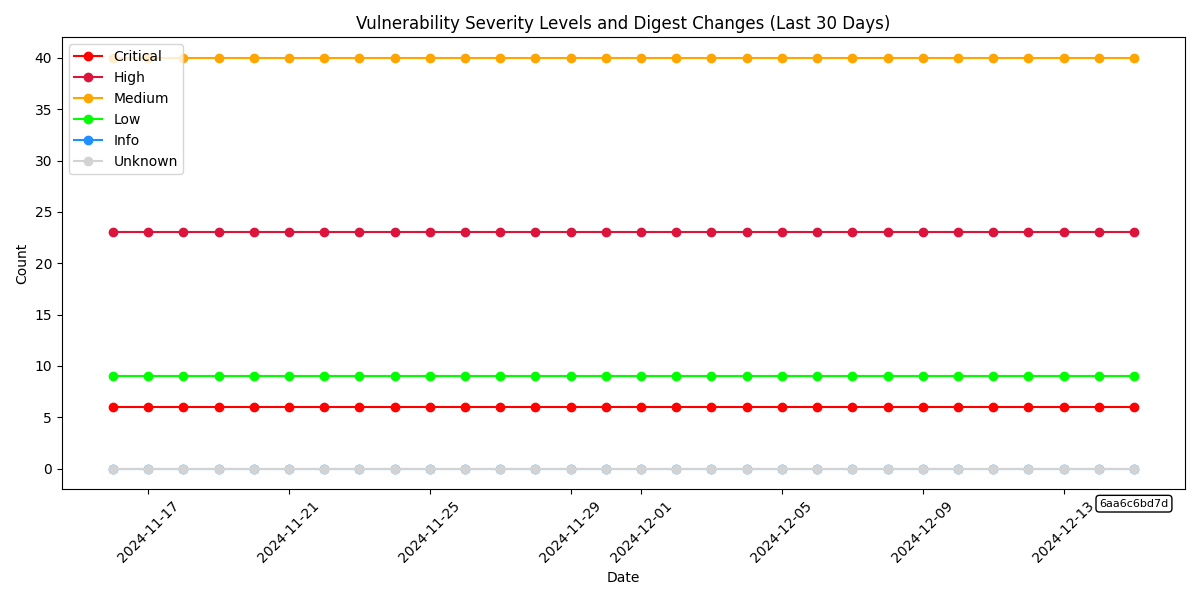 Vulnerability Severity Levels and Digest Changes (Last 30 Days)
Critical
High
Medium
Low
Info
Unknown
Count
40
35
30
25
20
15
10
5
0
2024-11-17
2024-11-21
2024-11-25
2024-11-29
2024-12-01
2024-12-05
2024-12-09
2024-12-13
6aa6c6bd7d
Date